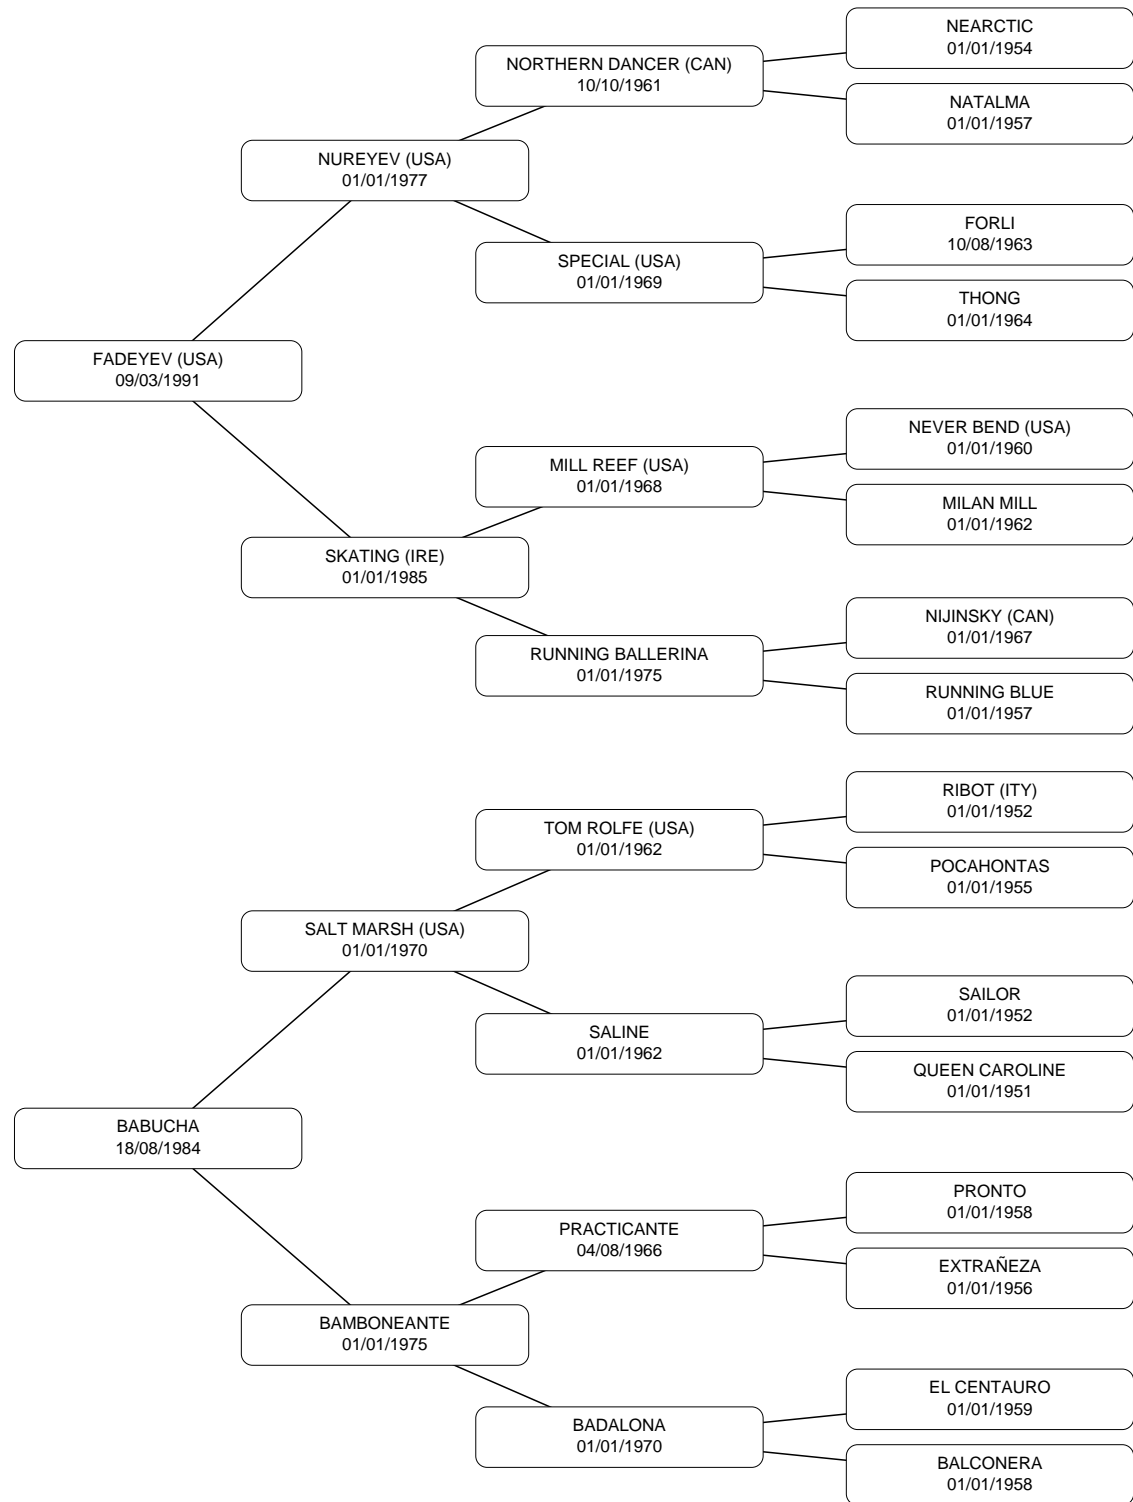 NEARCTIC
01/01/1954
NORTHERN DANCER (CAN)
10/10/1961
NATALMA
01/01/1957
NUREYEV (USA)
01/01/1977
FORLI
10/08/1963
SPECIAL (USA)
01/01/1969
THONG
01/01/1964
FADEYEV (USA)
09/03/1991
NEVER BEND (USA)
01/01/1960
MILL REEF (USA)
01/01/1968
MILAN MILL
01/01/1962
SKATING (IRE)
01/01/1985
NIJINSKY (CAN)
01/01/1967
RUNNING BALLERINA
01/01/1975
RUNNING BLUE
01/01/1957
RIBOT (ITY)
01/01/1952
TOM ROLFE (USA)
01/01/1962
POCAHONTAS
01/01/1955
SALT MARSH (USA)
01/01/1970
SAILOR
01/01/1952
SALINE
01/01/1962
QUEEN CAROLINE
01/01/1951
BABUCHA
18/08/1984
PRONTO
01/01/1958
PRACTICANTE
04/08/1966
EXTRAÑEZA
01/01/1956
BAMBONEANTE
01/01/1975
EL CENTAURO
01/01/1959
BADALONA
01/01/1970
BALCONERA
01/01/1958